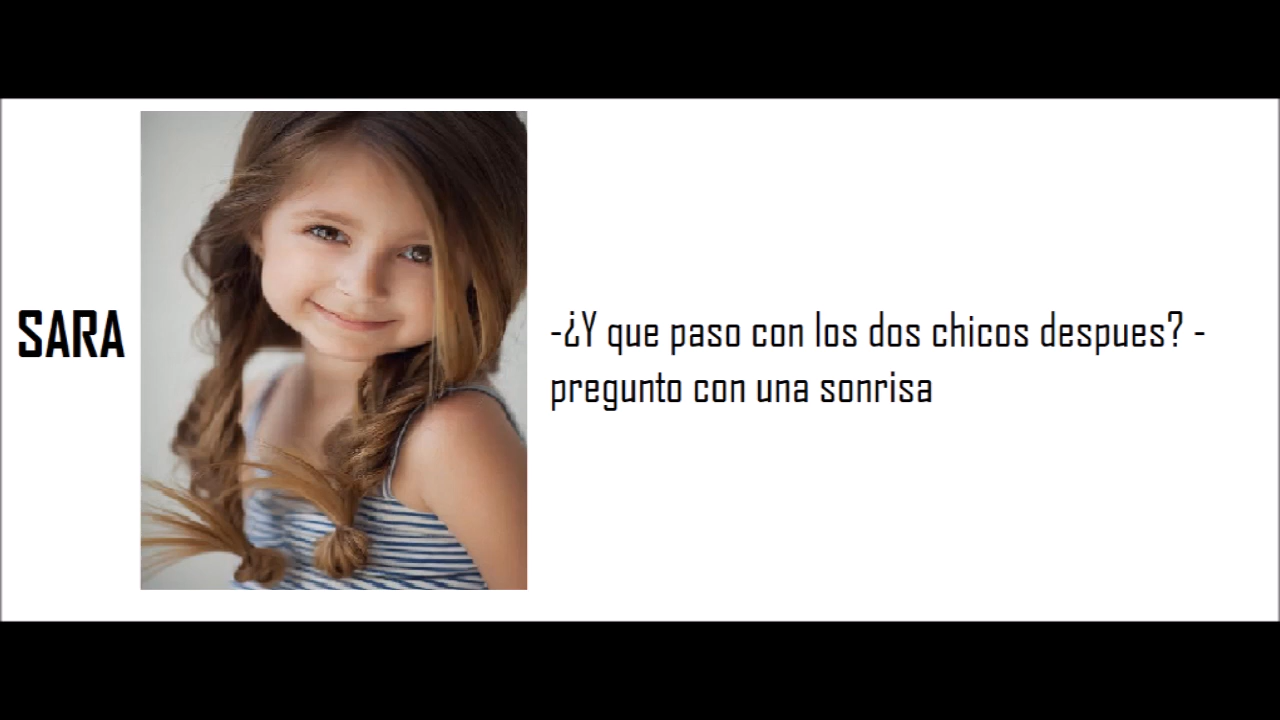 SARA
-¿Y que paso con los dos chicos despues? -
pregunto con una sonrisa